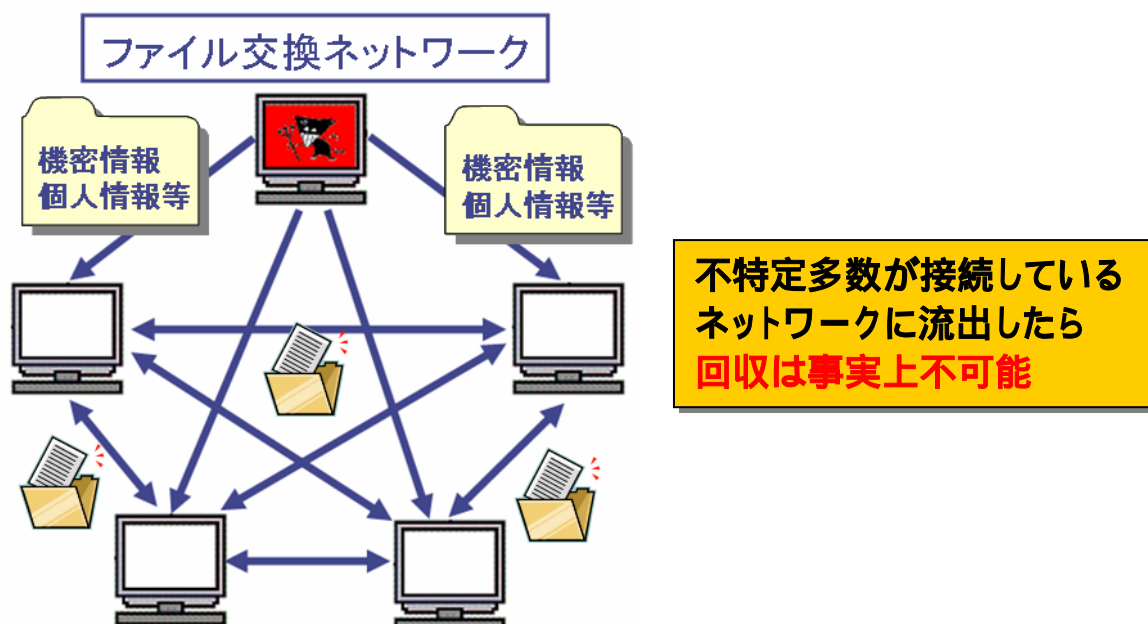 ファイル交換ネットワーク
機密情報
個人情報等
機密情報
個人情報等
不特定多数が接続している
ネットワークに流出したら
回収は事実上不可能